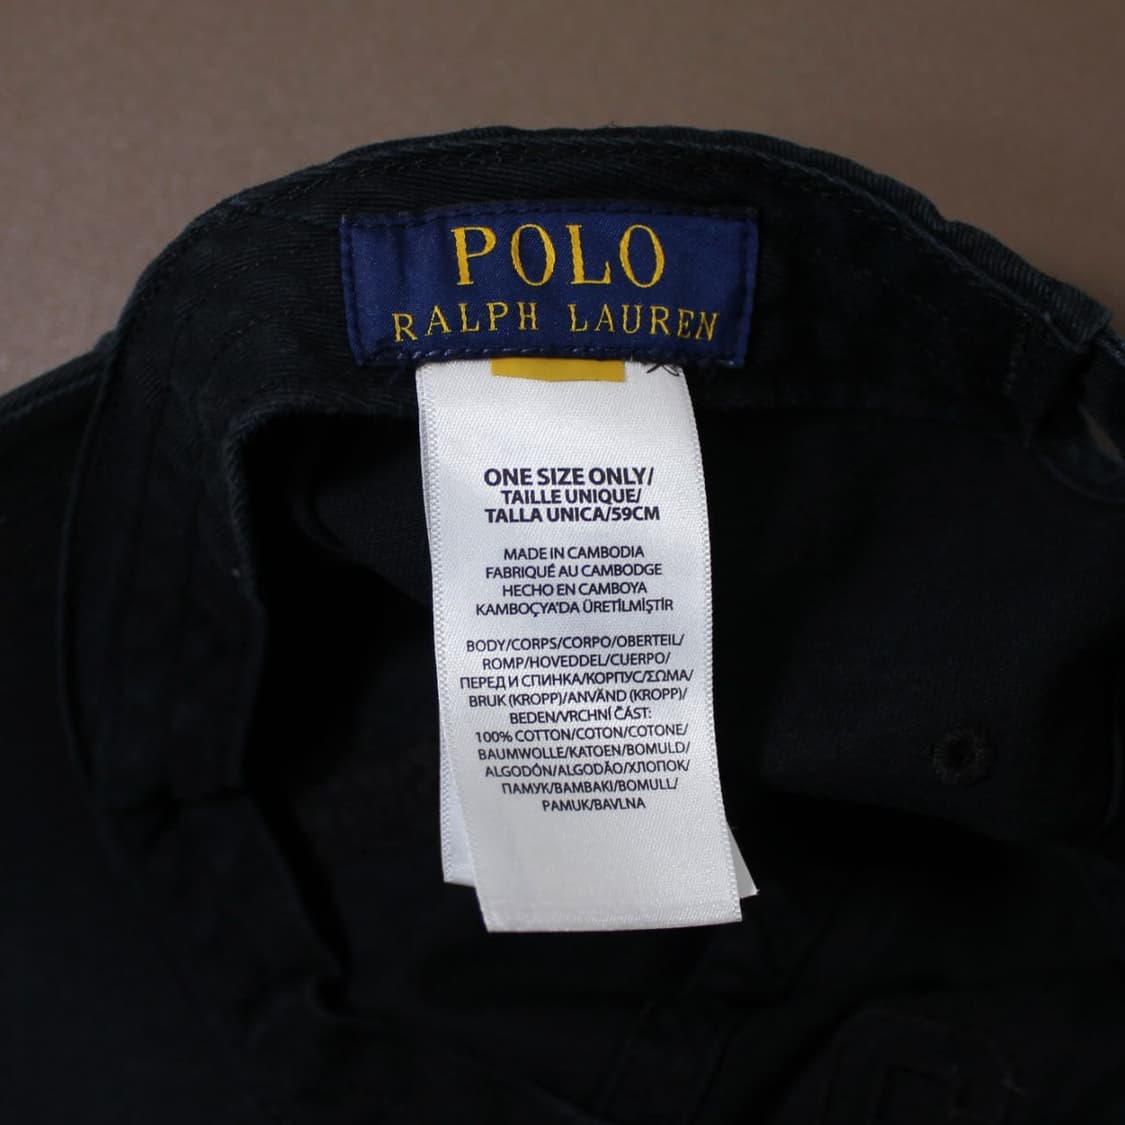 POLO
RALPH LAUREN
ONE SIZE ONLY/
TAILLE UNIQUE/
TALLA UNICA/59CM
MADE IN CAMBODIA
FABRIQUÉ AU CAMBODGE
HECHO EN CAMBOYA
KAMBOÇYA'DA ÜRETİLMİŞTİR
BODY/CORPS/CORPO/OBERTEIL/
ROMP/HOVEDDEL/CUERPO/
ПЕРЕД И СПИНКА/КОРПУС/ΣΩΜΑ/
BRUK (KROPP)/ANVÄND (KROPP)/
BEDEN/VRCHNÍ ČÁST:
100% COTTON/COTON/COTONE/
BAUMWOLLE/KATOEN/BOMULD/
ALGODÓN/ALGODÃO/ХЛОПОК/
ПАМУК/BAMBAKI/BOMULL/
PAMUK/BAVLNA